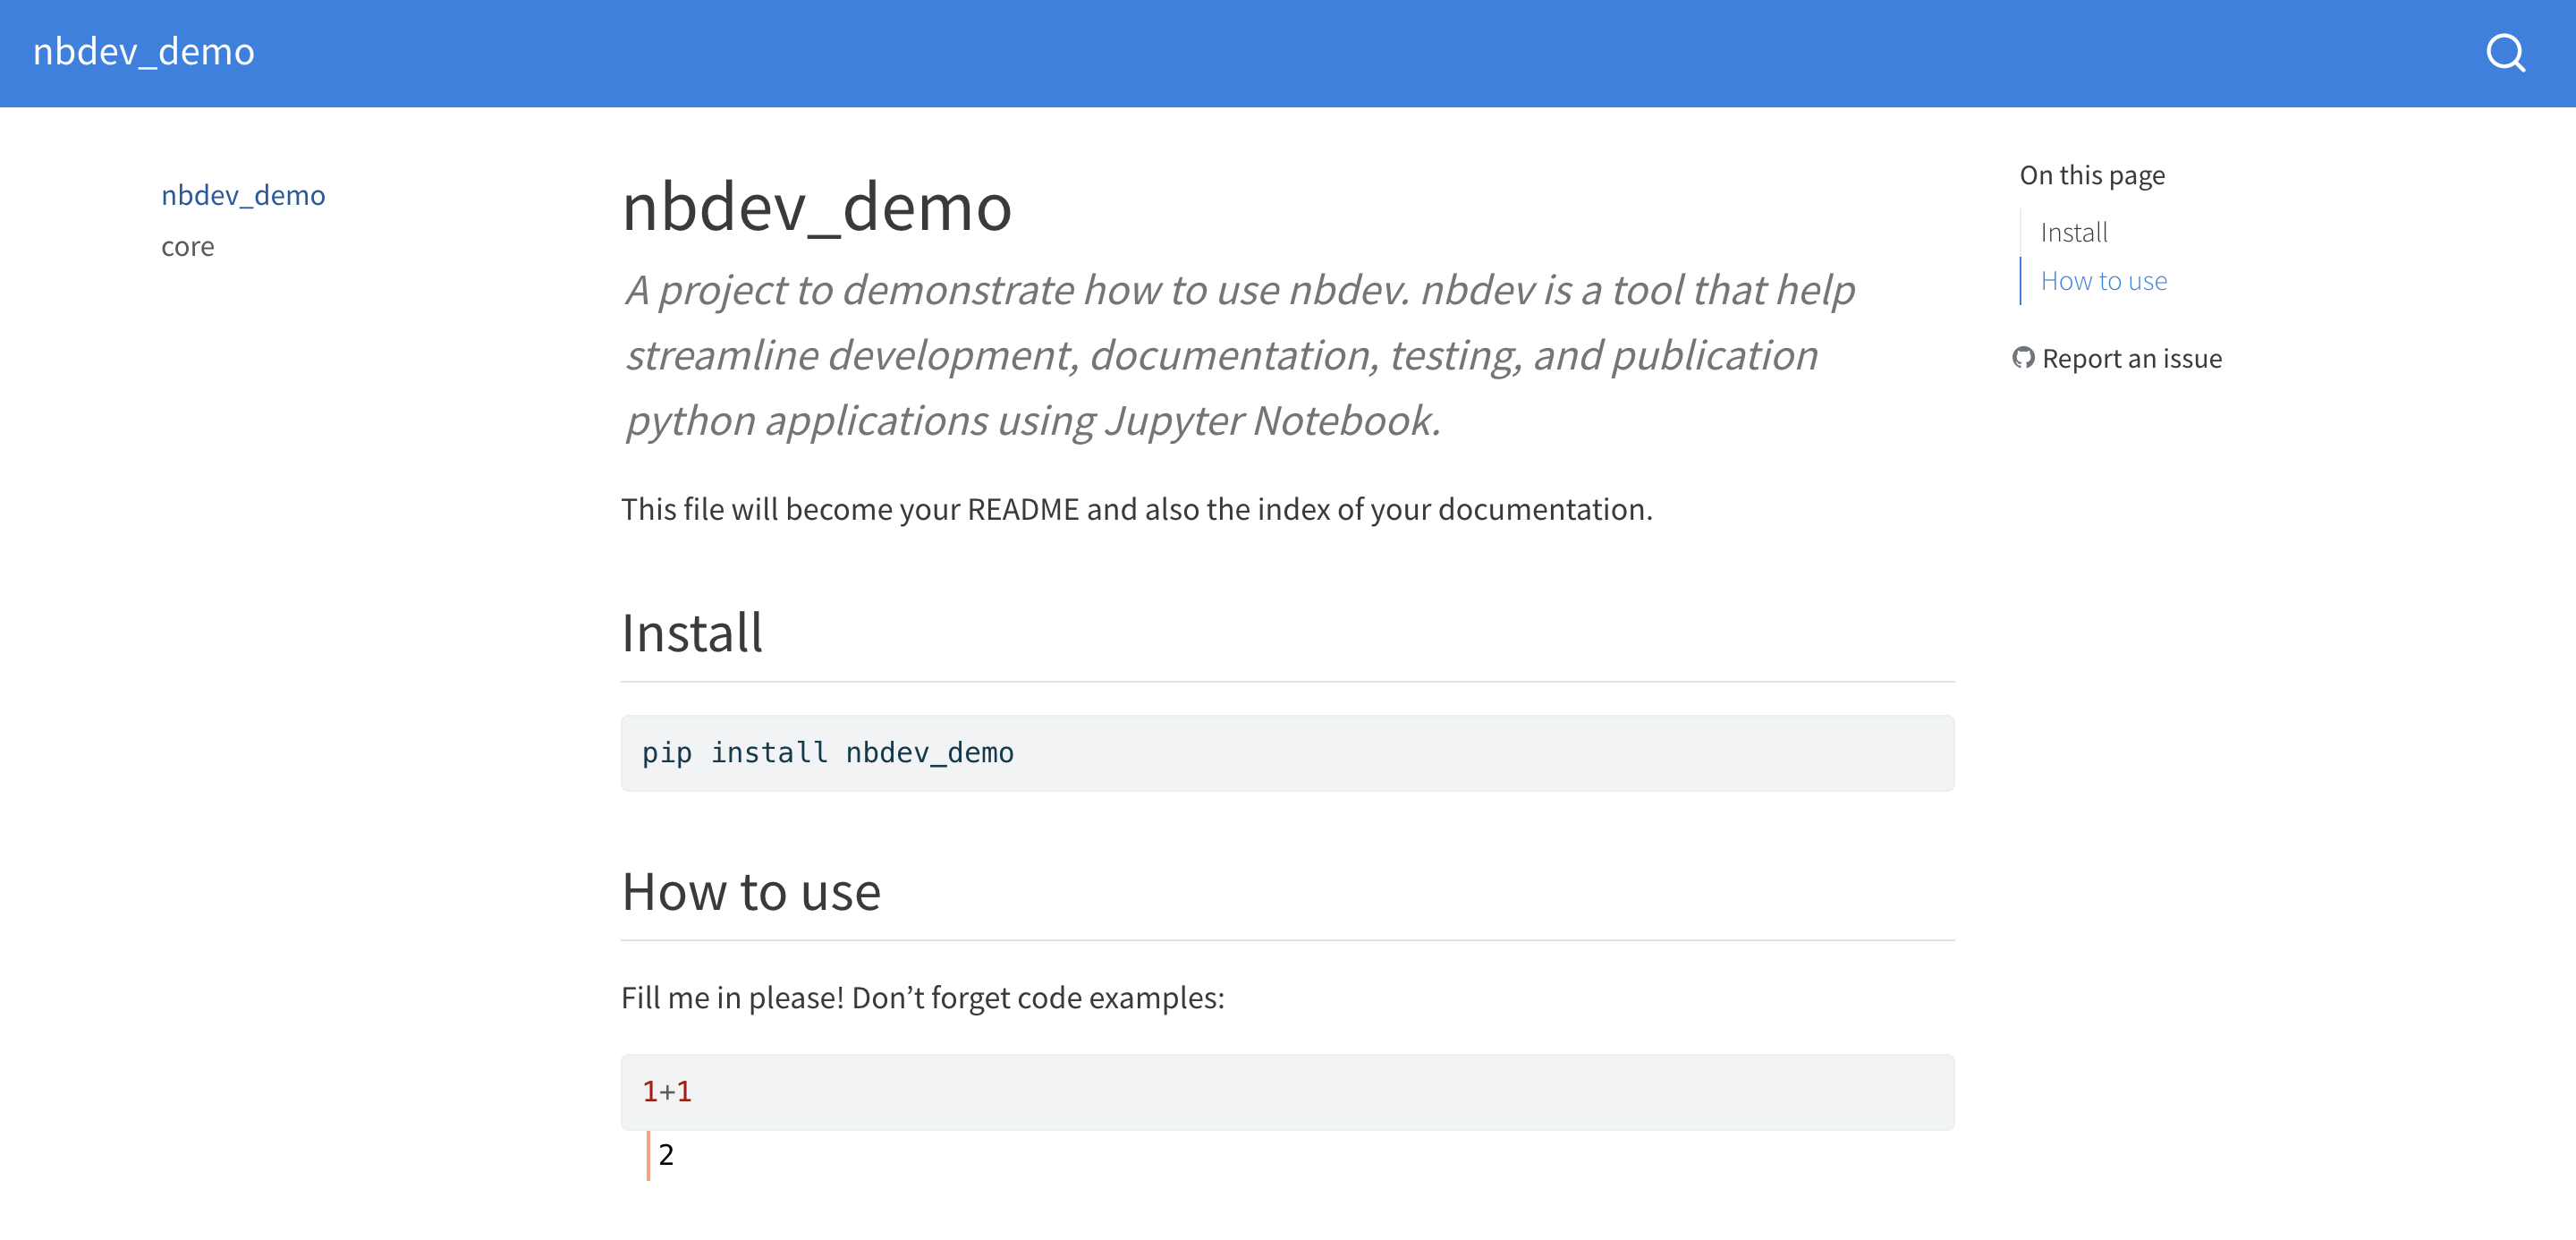 nbdev_demo
nbdev_demo
core
nbdev_demo
A project to demonstrate how to use nbdev. nbdev is a tool that help
streamline development, documentation, testing, and publication
python applications using Jupyter Notebook.
This file will become your README and also the index of your documentation.
Install
pip install nbdev_demo
How to use
Fill me in please! Don’t forget code examples:
1+1
2
On this page
Install
How to use
Report an issue